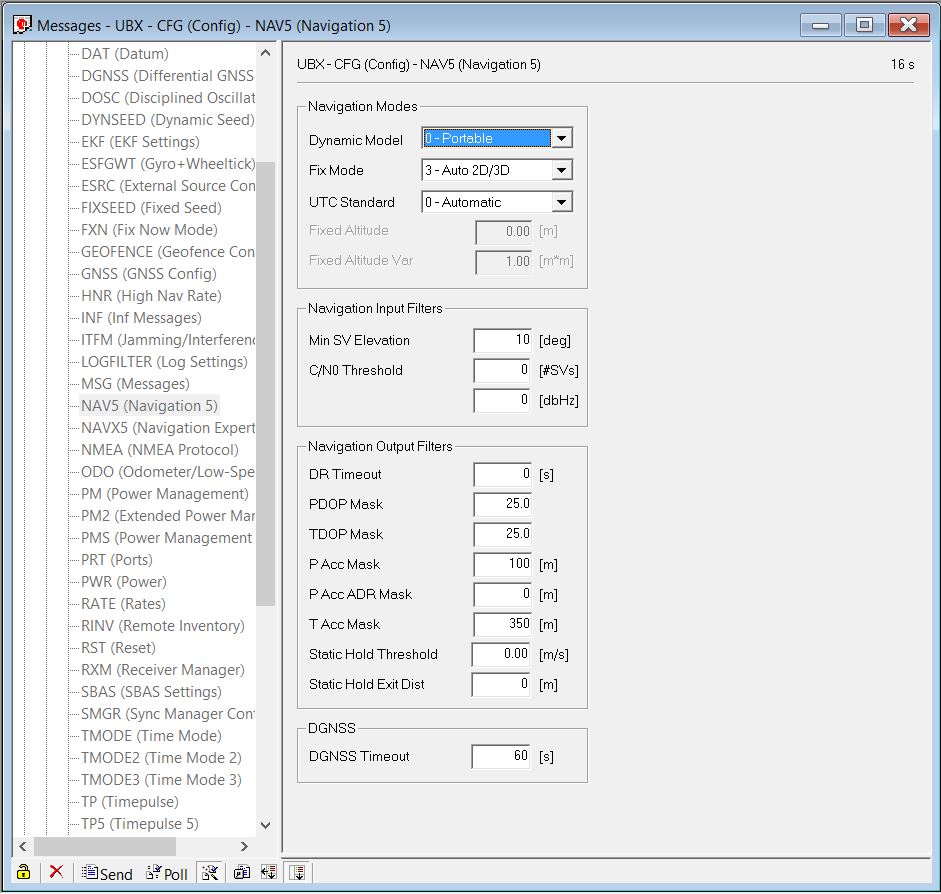 Messages - UBX - CFG (Config) - NAV5 (Navigation 5)
DAT (Datum)
DGNSS (Differential GNSS
DOSC (Disciplined Oscillat
DYNSEED (Dynamic Seed)
EKF (EKF Settings)
ESFGWT (Gyro+Wheeltick)
ESRC (External Source Con
FIXSEED (Fixed Seed)
FXN (Fix Now Mode)
GEOFENCE (Geofence Con
GNSS (GNSS Config)
HNR (High Nav Rate)
INF (Inf Messages)
ITFM (Jamming/Interferenc
LOGFILTER (Log Settings)
MSG (Messages)
NAV5 (Navigation 5)
NAVX5 (Navigation Expert
NMEA (NMEA Protocol)
ODO (Odometer/Low-Spe
PM (Power Management)
PM2 (Extended Power Mar
PMS (Power Management
PRT (Ports)
PWR (Power)
RATE (Rates)
RINV (Remote Inventory)
RST (Reset)
RXM (Receiver Manager)
SBAS (SBAS Settings)
SMGR (Sync Manager Conf
TMODE (Time Mode)
TMODE2 (Time Mode 2)
TMODE3 (Time Mode 3)
TP (Timepulse)
TP5 (Timepulse 5)
UBX - CFG (Config) - NAV5 (Navigation 5) 16 s
Navigation Modes
Dynamic Model 0 - Portable
Fix Mode 3 - Auto 2D/3D
UTC Standard 0 - Automatic
Fixed Altitude 0.00 [m]
Fixed Altitude Var 1.00 [m*m]
Navigation Input Filters
Min SV Elevation 10 [deg]
C/N0 Threshold 0 [#SVs]
0 [dbHz]
Navigation Output Filters
DR Timeout 0 [s]
PDOP Mask 25.0
TDOP Mask 25.0
P Acc Mask 100 [m]
P Acc ADR Mask 0 [m]
T Acc Mask 350 [m]
Static Hold Threshold 0.00 [m/s]
Static Hold Exit Dist 0 [m]
DGNSS
DGNSS Timeout 60 [s]
Send Poll